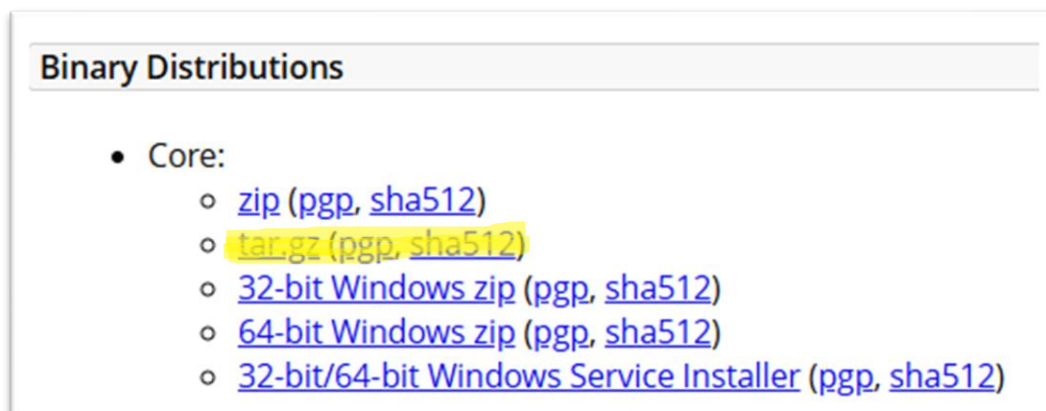 Binary Distributions
• Core:
○ zip (pgp, sha512)
○ tar.gz (pgp, sha512)
○ 32-bit Windows zip (pgp, sha512)
○ 64-bit Windows zip (pgp, sha512)
○ 32-bit/64-bit Windows Service Installer (pgp, sha512)